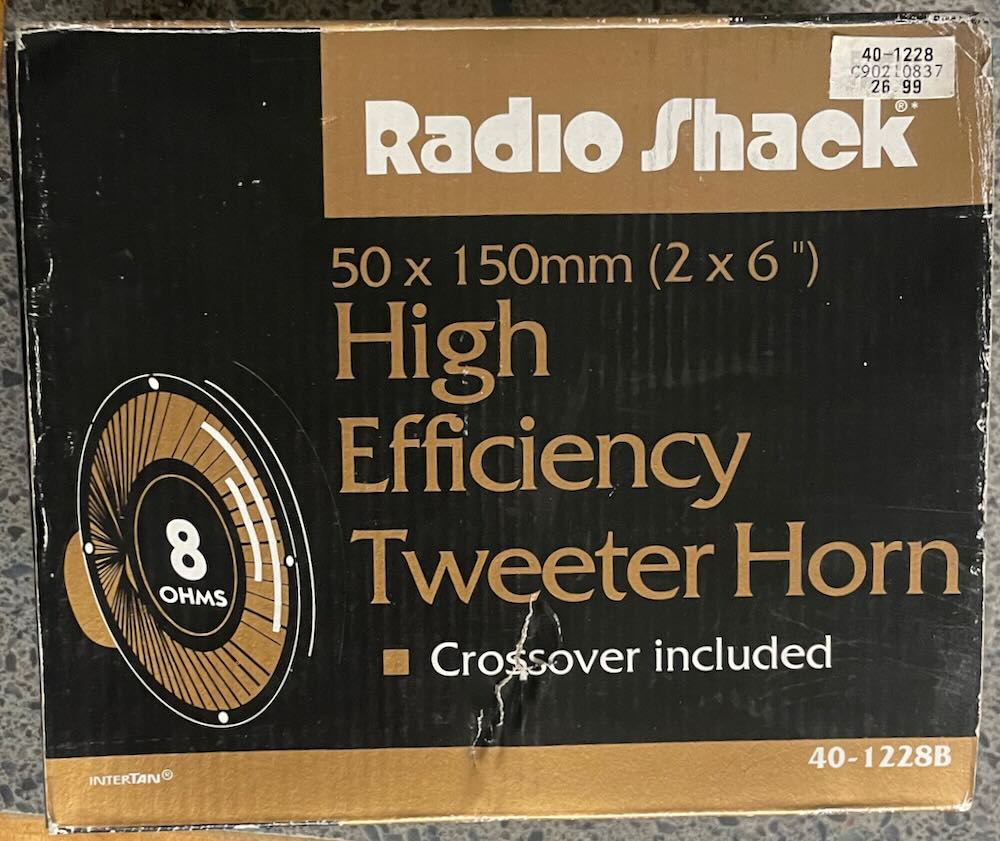 40-1228
C90210837
26 99
Radio Shack®*
50 x 150mm (2 x 6 ")
High
Efficiency
Tweeter Horn
8
OHMS
■ Crossover included
40-1228B
INTERTAN®